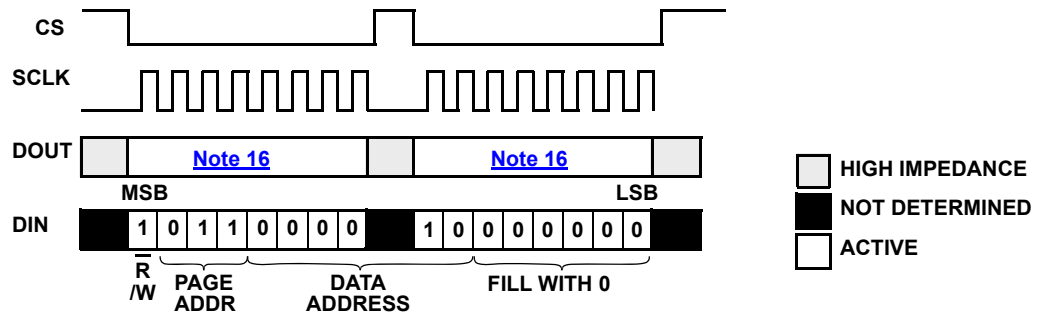 CS
SCLK
DOUT Note 16 Note 16
MSB LSB
DIN 1 0 1 1 0 0 0 0 1 0 0 0 0 0 0 0
R
/W
PAGE
ADDR
DATA
ADDRESS
FILL WITH 0
HIGH IMPEDANCE
NOT DETERMINED
ACTIVE